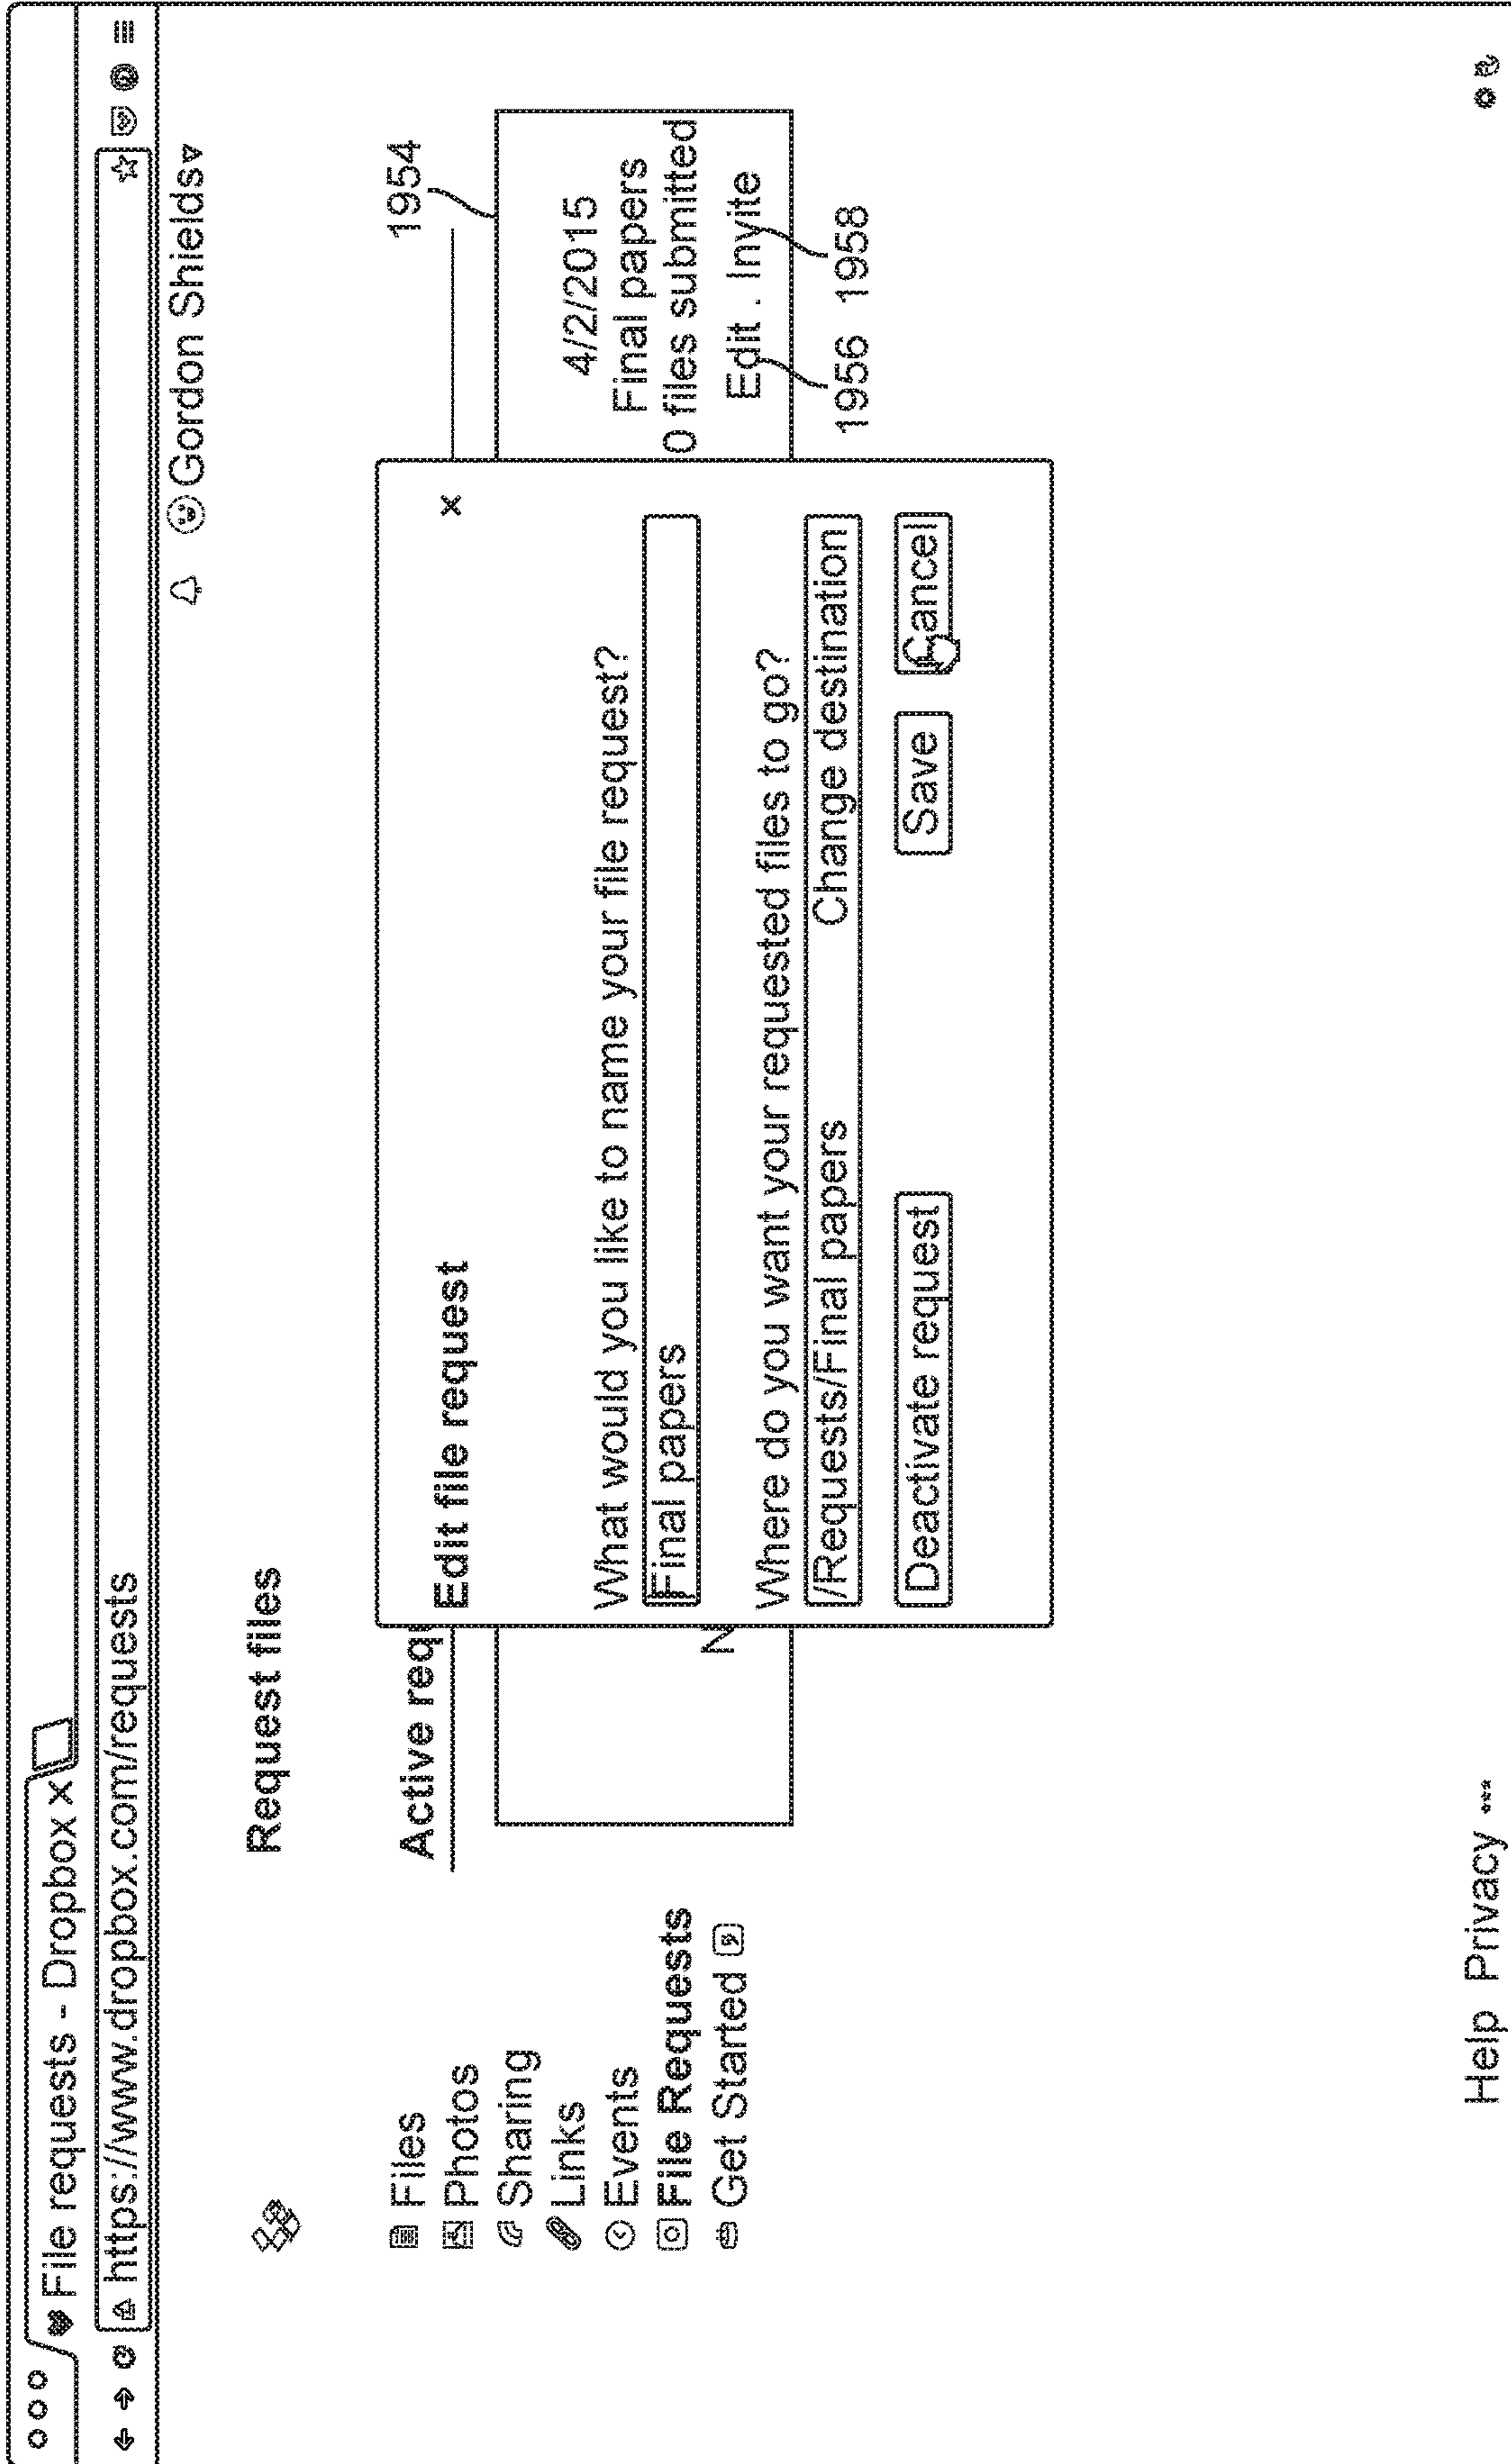 File requests - Dropbox X
https://www.dropbox.com/requests
Gordon Shields
Request files
Files
Photos
Sharing
Links
Events
File Requests
Get Started
Active requ
1954
N
4/2/2015
Final papers
0 files submitted
Edit . Invite
1956 1958
Edit file request
x
What would you like to name your file request?
Final papers
Where do you want your requested files to go?
/Requests/Final papers Change destination
Deactivate request Save Cancel
Help Privacy •••